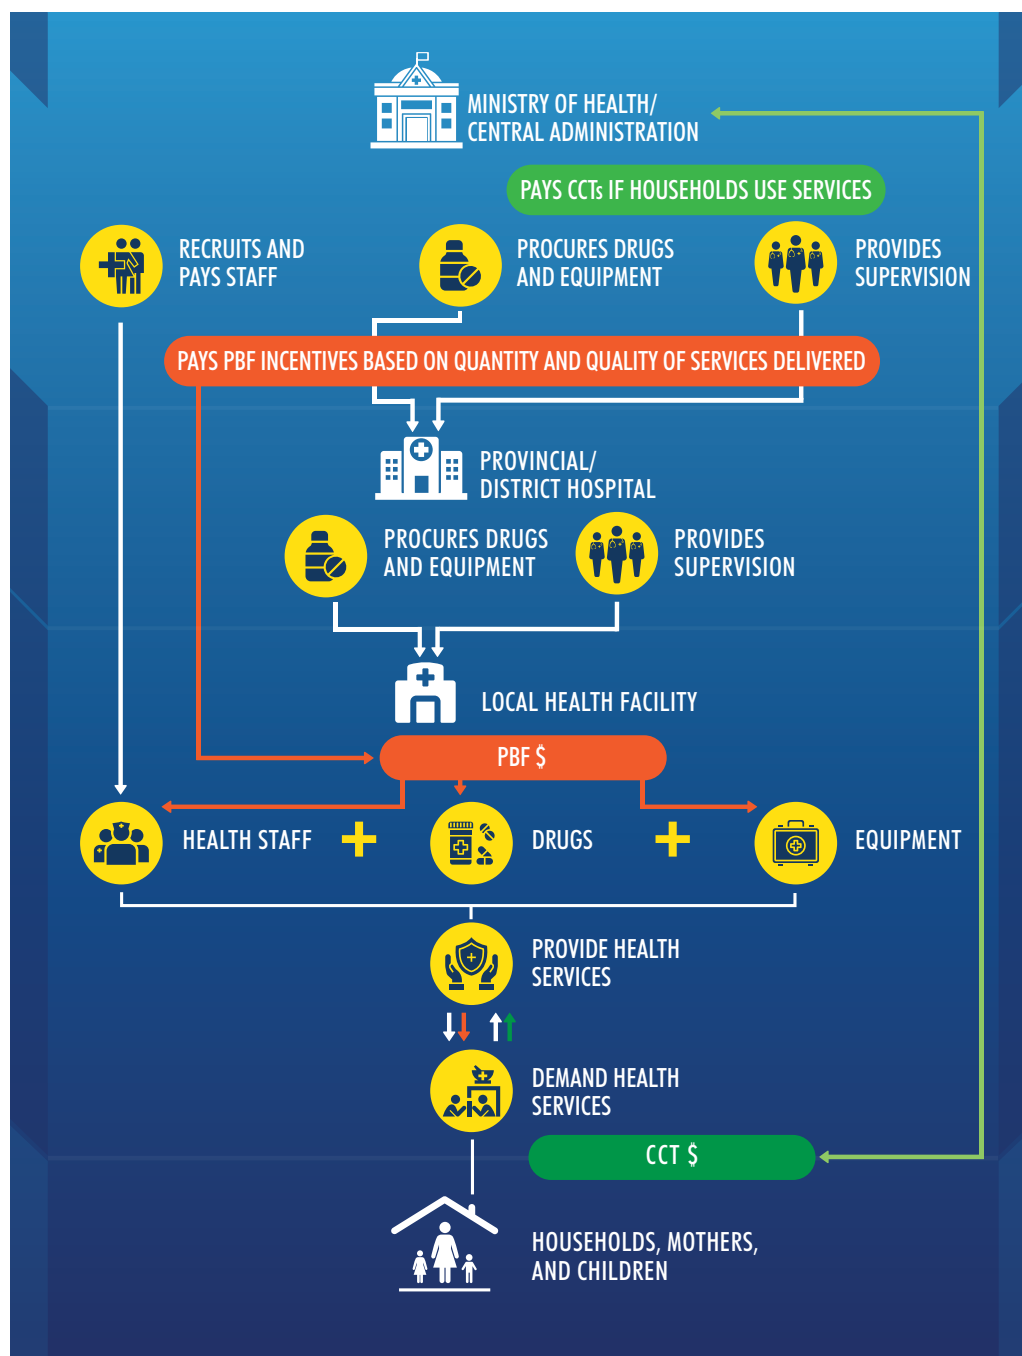 MINISTRY OF HEALTH/
CENTRAL ADMINISTRATION
PAYS CCTs IF HOUSEHOLDS USE SERVICES
RECRUITS AND
PAYS STAFF
PROCURES DRUGS
AND EQUIPMENT
PROVIDES
SUPERVISION
PAYS PBF INCENTIVES BASED ON QUANTITY AND QUALITY OF SERVICES DELIVERED
PROVINCIAL/
DISTRICT HOSPITAL
PROCURES DRUGS
AND EQUIPMENT
PROVIDES
SUPERVISION
LOCAL HEALTH FACILITY
PBF $
HEALTH STAFF
DRUGS
EQUIPMENT
PROVIDE HEALTH
SERVICES
DEMAND HEALTH
SERVICES
CCT $
HOUSEHOLDS, MOTHERS,
AND CHILDREN